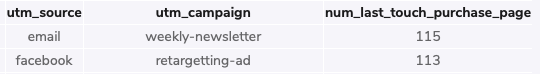 utm_source utm_campaign num_last_touch_purchase_page
email weekly-newsletter 115
facebook retargetting-ad 113